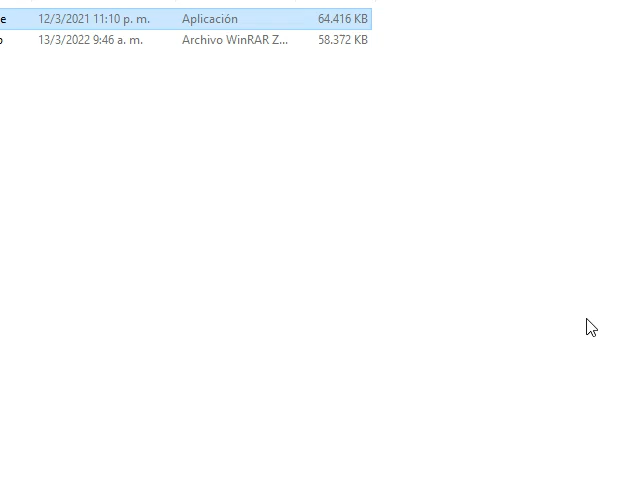 e 12/3/2021 11:10 p. m. Aplicación 64.416 KB
13/3/2022 9:46 a. m. Archivo WinRAR Z... 58.372 KB